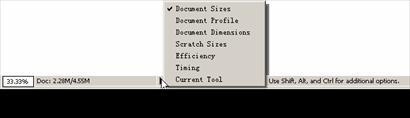 Document Sizes
Document Profile
Document Dimensions
Scratch Sizes
Efficiency
Timing
Current Tool
33.33% Doc: 2.28M/4.55M Use Shift, Alt, and Ctrl for additional options.